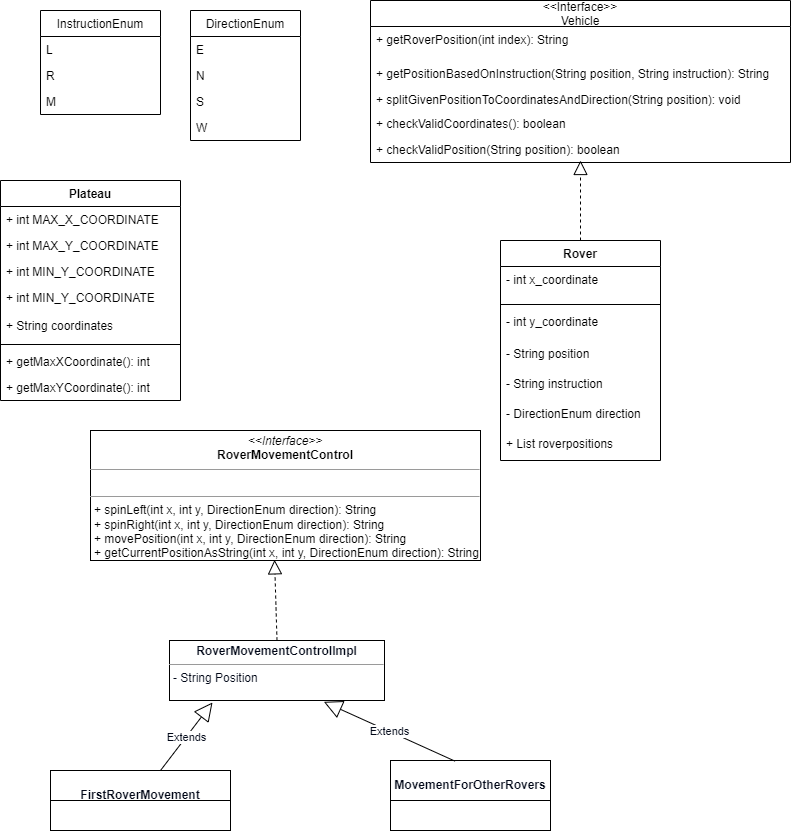 InstructionEnum
L
R
M
DirectionEnum
E
N
S
W
<<Interface>>
Vehicle
+ getRoverPosition(int index): String
+ getPositionBasedOnInstruction(String position, String instruction): String
+ splitGivenPositionToCoordinatesAndDirection(String position): void
+ checkValidCoordinates(): boolean
+ checkValidPosition(String position): boolean
Plateau
+ int MAX_X_COORDINATE
+ int MAX_Y_COORDINATE
+ int MIN_Y_COORDINATE
+ int MIN_Y_COORDINATE
+ String coordinates
+ getMaxXCoordinate(): int
+ getMaxYCoordinate(): int
Rover
- int x_coordinate
- int y_coordinate
- String position
- String instruction
- DirectionEnum direction
+ List roverpositions
<<Interface>>
RoverMovementControl
+ spinLeft(int x, int y, DirectionEnum direction): String
+ spinRight(int x, int y, DirectionEnum direction): String
+ movePosition(int x, int y, DirectionEnum direction): String
+ getCurrentPositionAsString(int x, int y, DirectionEnum direction): String
RoverMovementControlImpl
- String Position
Extends
Extends
FirstRoverMovement
MovementForOtherRovers